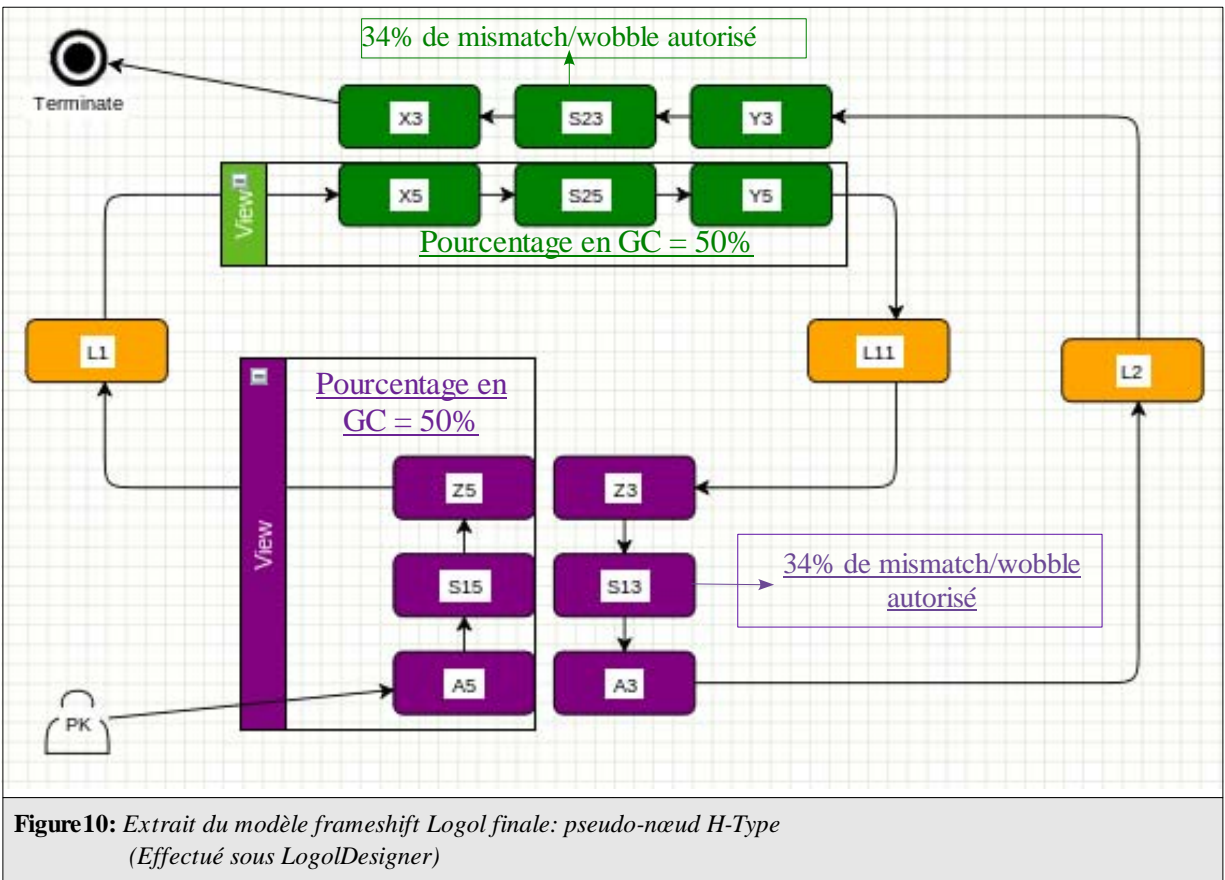 34% de mismatch/wobble autorisé
Terminate
X3
S23
Y3
View
X5
S25
Y5
Pourcentage en GC = 50%
L1
L11
L2
View
Pourcentage en
GC = 50%
Z5
Z3
S15
S13
34% de mismatch/wobble
autorisé
A5
A3
PK
Figure10: Extrait du modèle frameshift Logol finale: pseudo-nœud H-Type
(Effectué sous LogolDesigner)